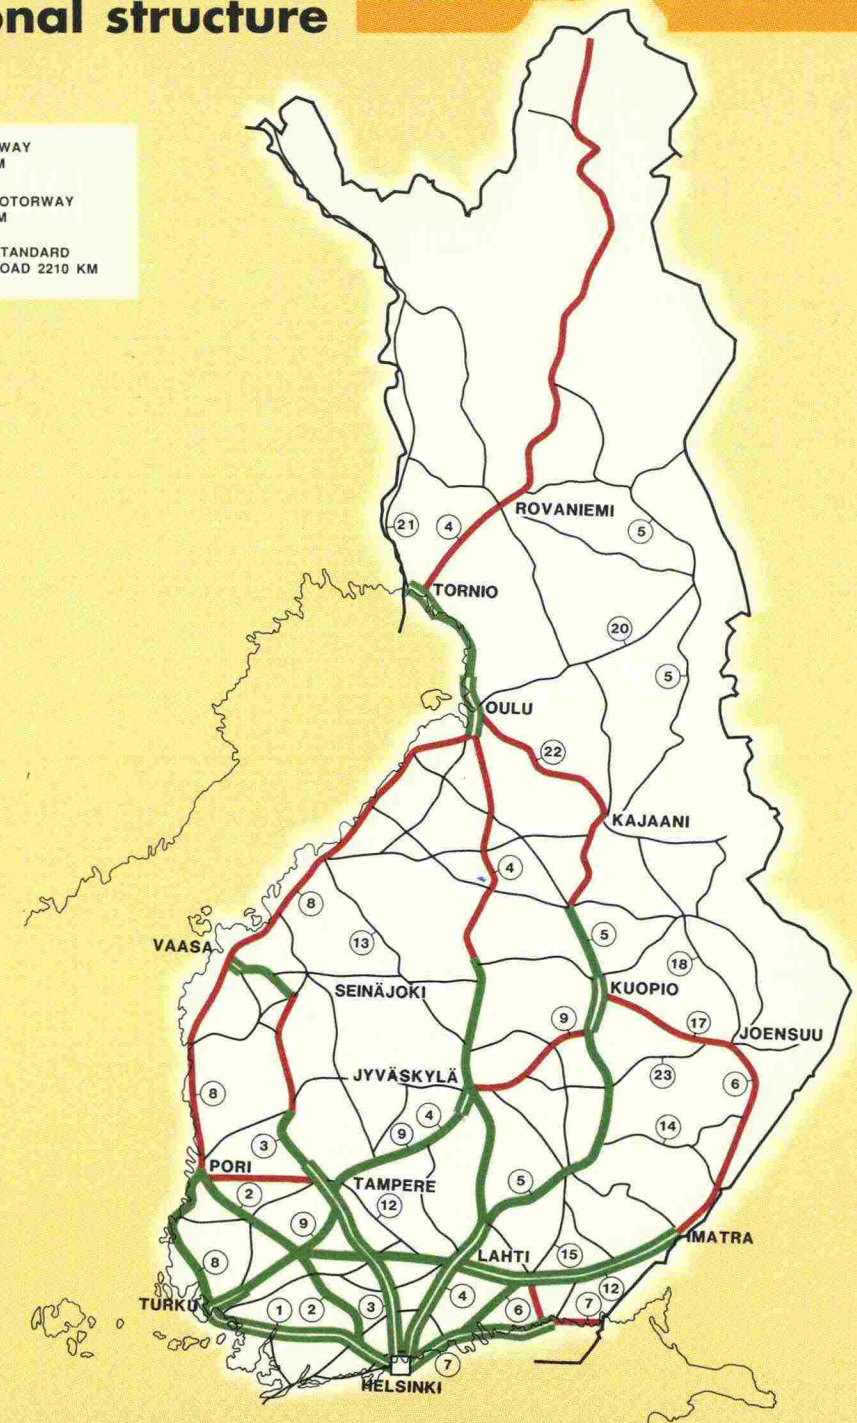 onal structure
WAY
M
OTORWAY
M
TANDARD
OAD 2210 KM
ROVANIEMI
21
4
5
TORNIO
20
5
OULU
22
KAJAANI
4
8
13
5
VAASA
18
SEINÄJOKI
KUOPIO
9
17
JOENSUU
JYVÄSKYLÄ
23
6
8
4
9
14
3
PORI
TAMPERE
5
2
12
9
IMATRA
LAHTI
15
8
12
TURKU
1
2
3
4
6
7
7
HELSINKI